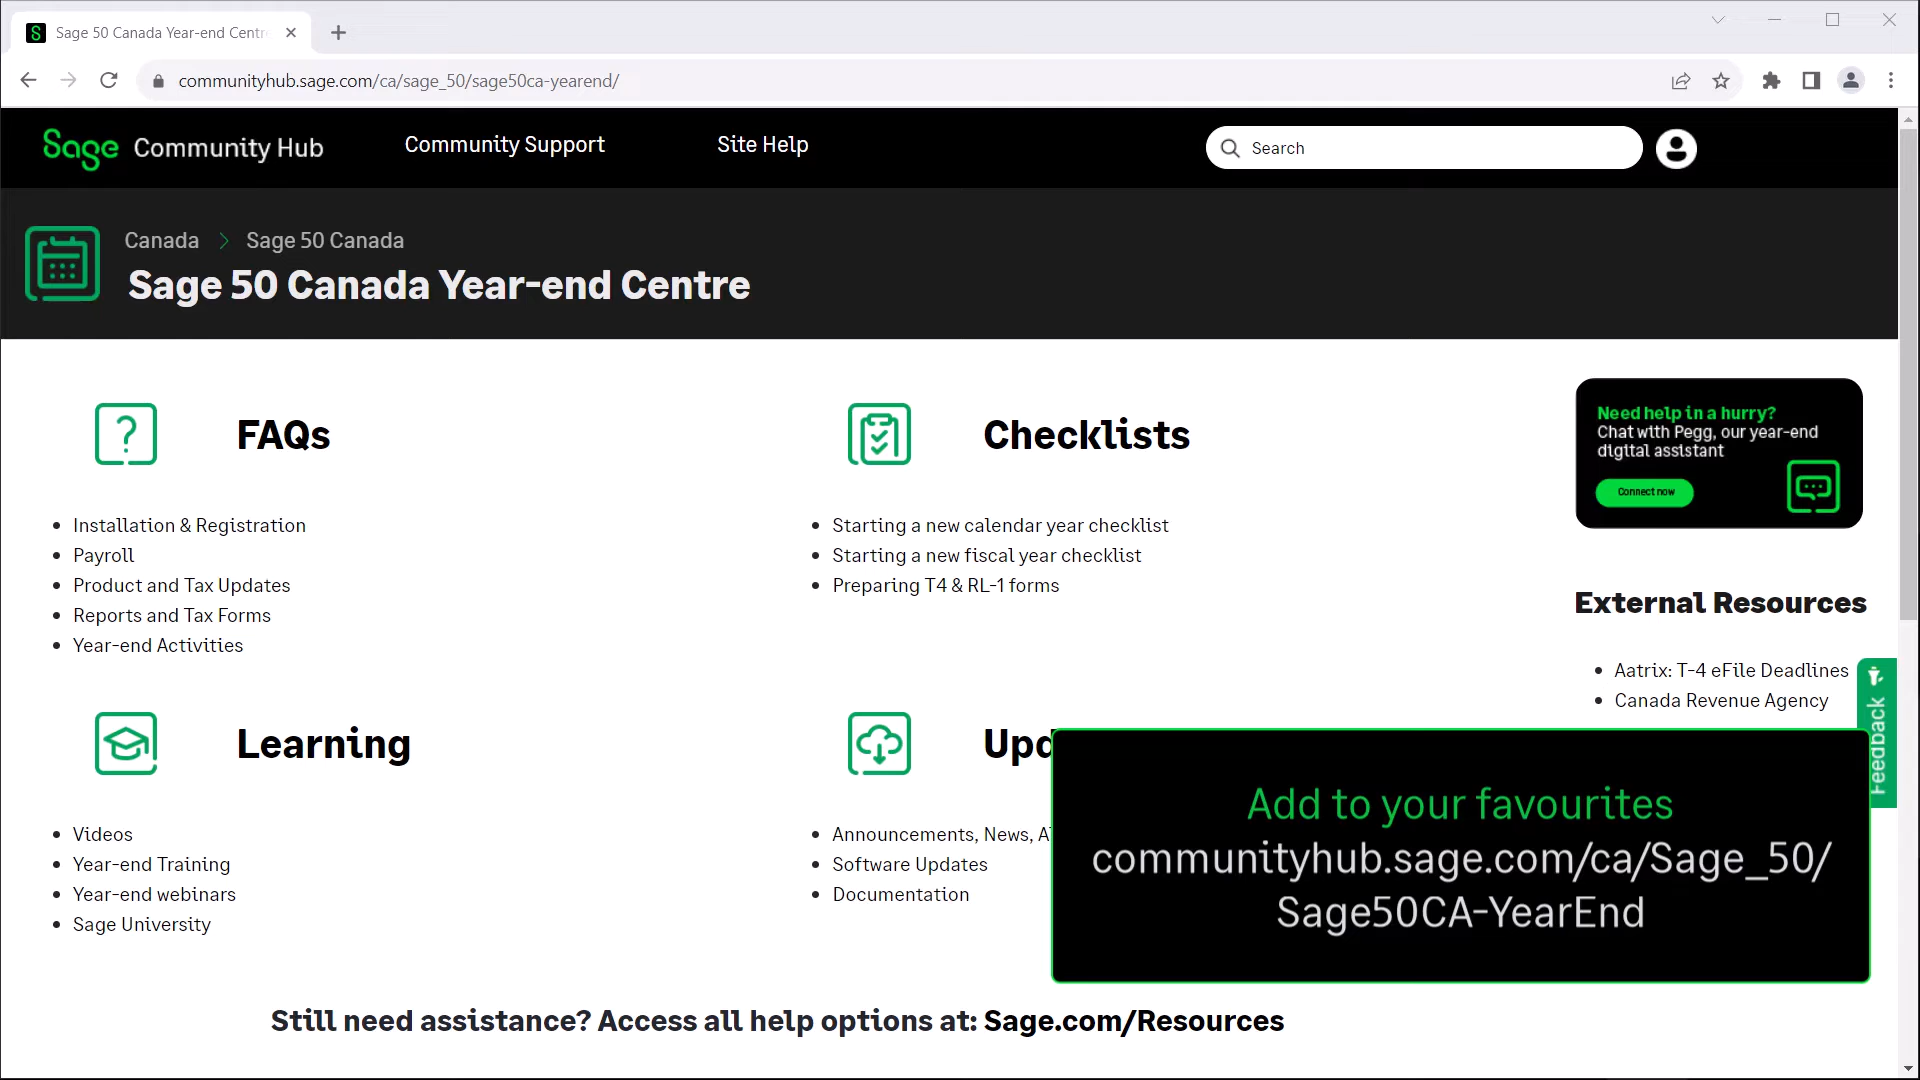 Sage 50 Canada Year-end Centr
communityhub.sage.com/ca/sage_50/sage50ca-yearend/
Sage Community Hub
Community Support
Site Help
Search
Canada
Sage 50 Canada
Sage 50 Canada Year-end Centre
FAQs
Installation & Registration
Payroll
Product and Tax Updates
Reports and Tax Forms
Year-end Activities
Checklists
Starting a new calendar year checklist
Starting a new fiscal year checklist
Preparing T4 & RL-1 forms
Need help in a hurry?
Chat with Pegg, our year-end
digital assistant
Connect now
External Resources
Aatrix: T-4 eFile Deadlines
Canada Revenue Agency
Feedback
Learning
Videos
Year-end Training
Year-end webinars
Sage University
Announcements, News,
Software Updates
Documentation
Add to your favourites
communityhub.sage.com/ca/Sage_50/
Sage50CA-YearEnd
Still need assistance? Access all help options at: Sage.com/Resources